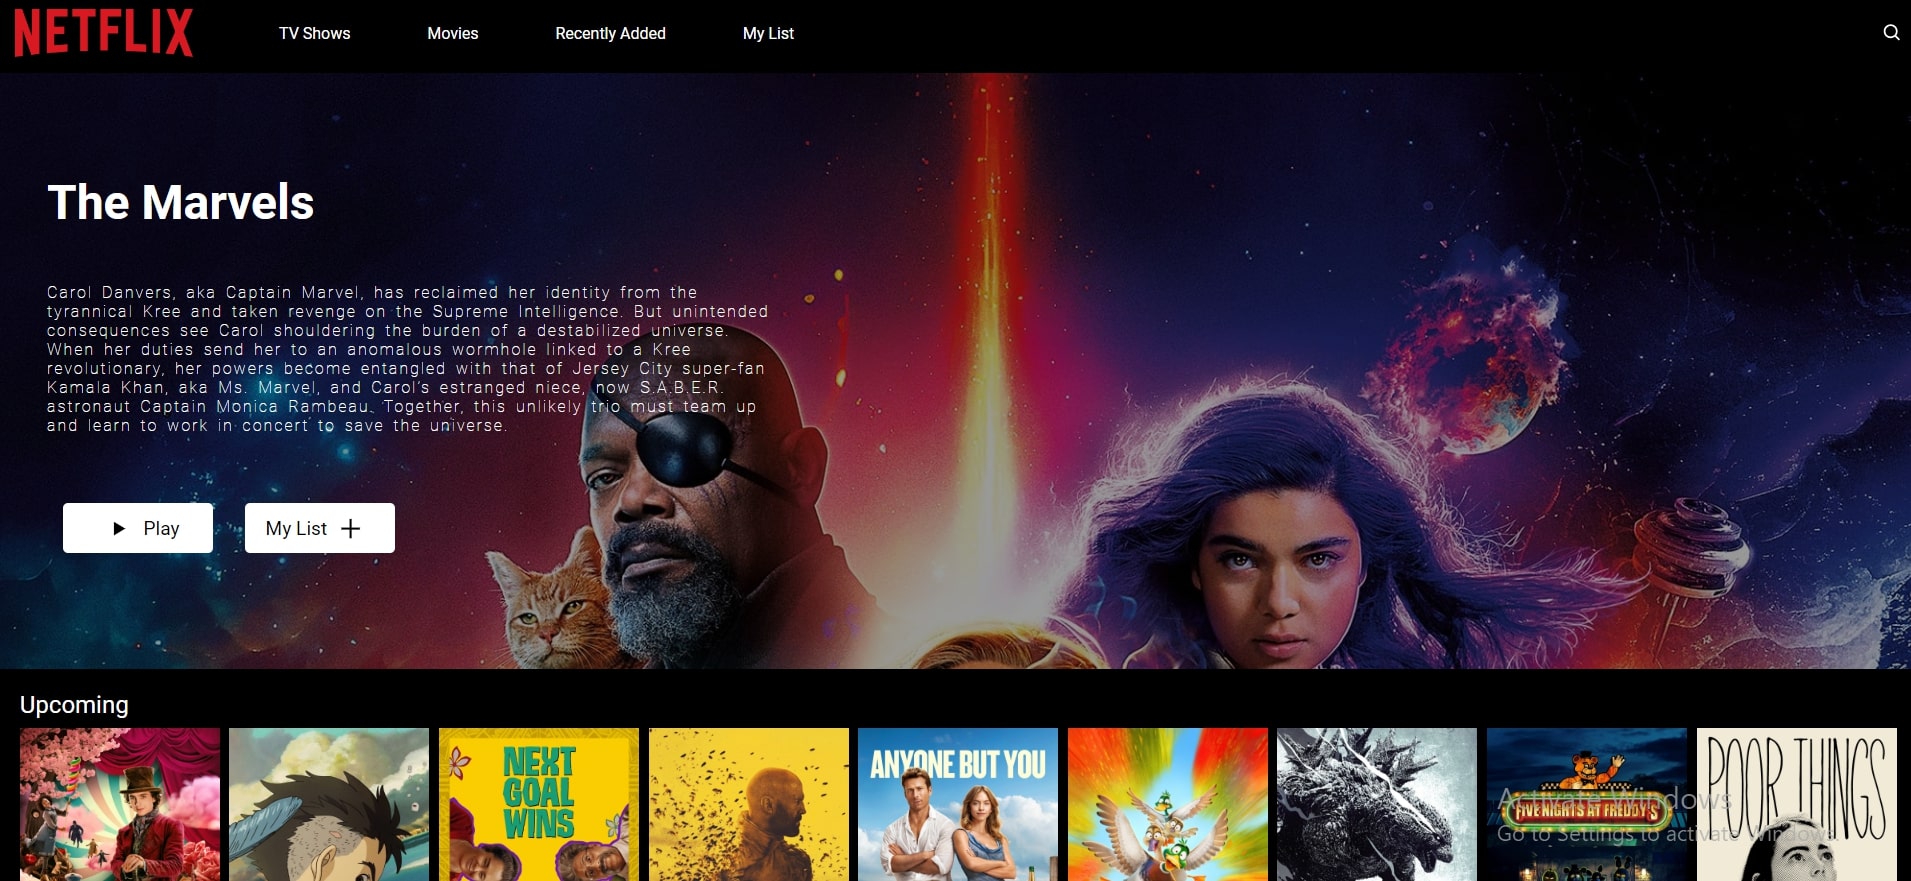 NETFLIX
TV Shows
Movies
Recently Added
My List
The Marvels
Carol Danvers, aka Captain Marvel, has reclaimed her identity from the
tyrannical Kree and taken revenge on the Supreme Intelligence. But unintended
consequences see Carol shouldering the burden of a destabilized universe.
When her duties send her to an anomalous wormhole linked to a Kree
revolutionary, her powers become entangled with that of Jersey City super-fan
Kamala Khan, aka Ms. Marvel, and Carol's estranged niece, now S.A.B.E.R.
astronaut Captain Monica Rambeau. Together, this unlikely trio must team up
and learn to work in concert to save the universe.
Play
My List
Upcoming
NEXT
GOAL
WINS
ANYONE BUT YOU
FIVE NIGHTS AT FREDDY'S
POOR THINGS
Activate Windows
Go to Settings to activate Windows.